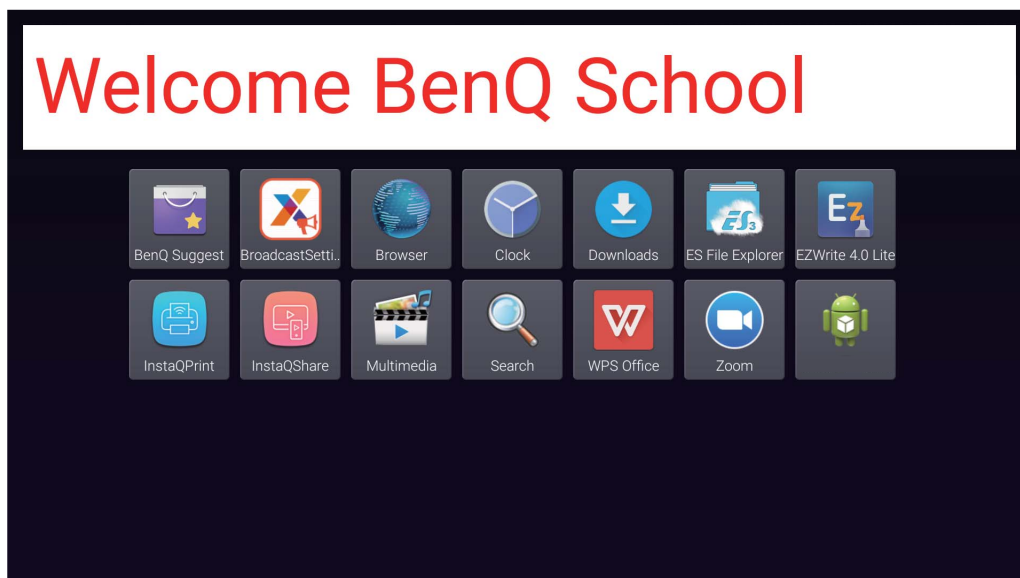 Welcome BenQ School
BenQ Suggest BroadcastSetti.. Browser Clock Downloads ES File Explorer EZWrite 4.0 Lite
InstaQPrint InstaQShare Multimedia Search WPS Office Zoom